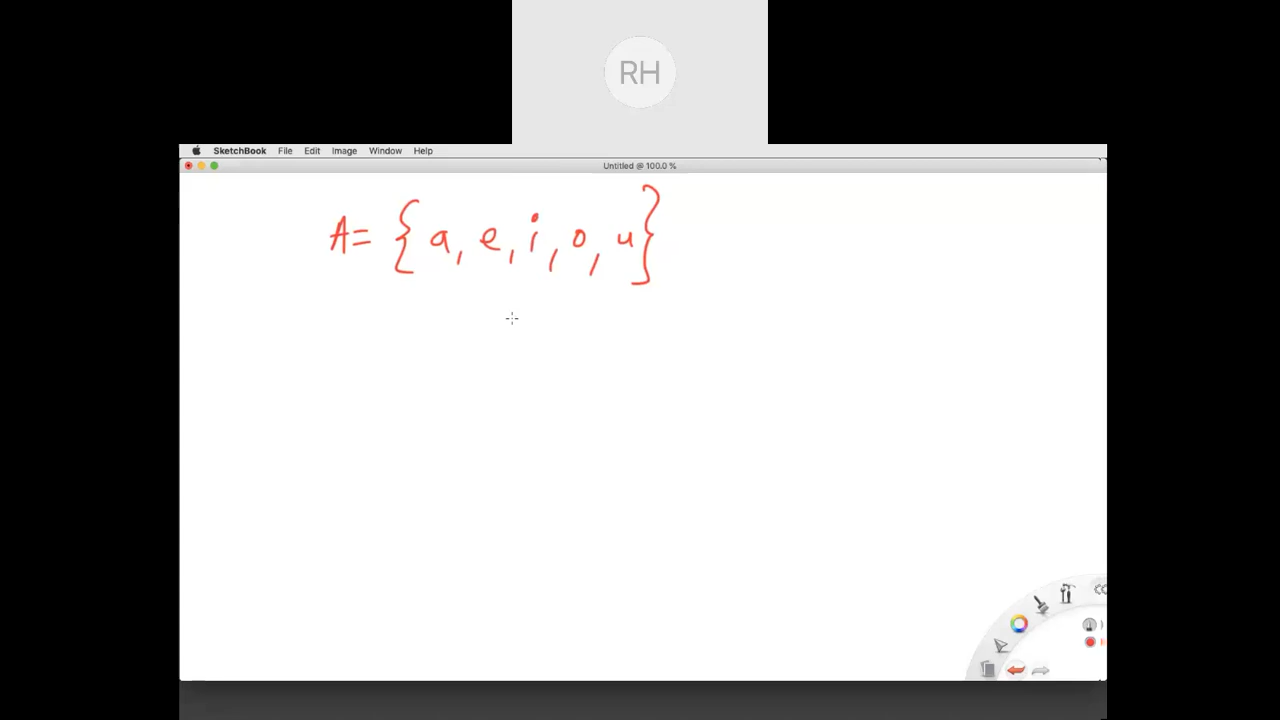 RH
SketchBook File Edit Image Window Help
Untitled @ 100.0 %
A= { a, e, i, o, u}